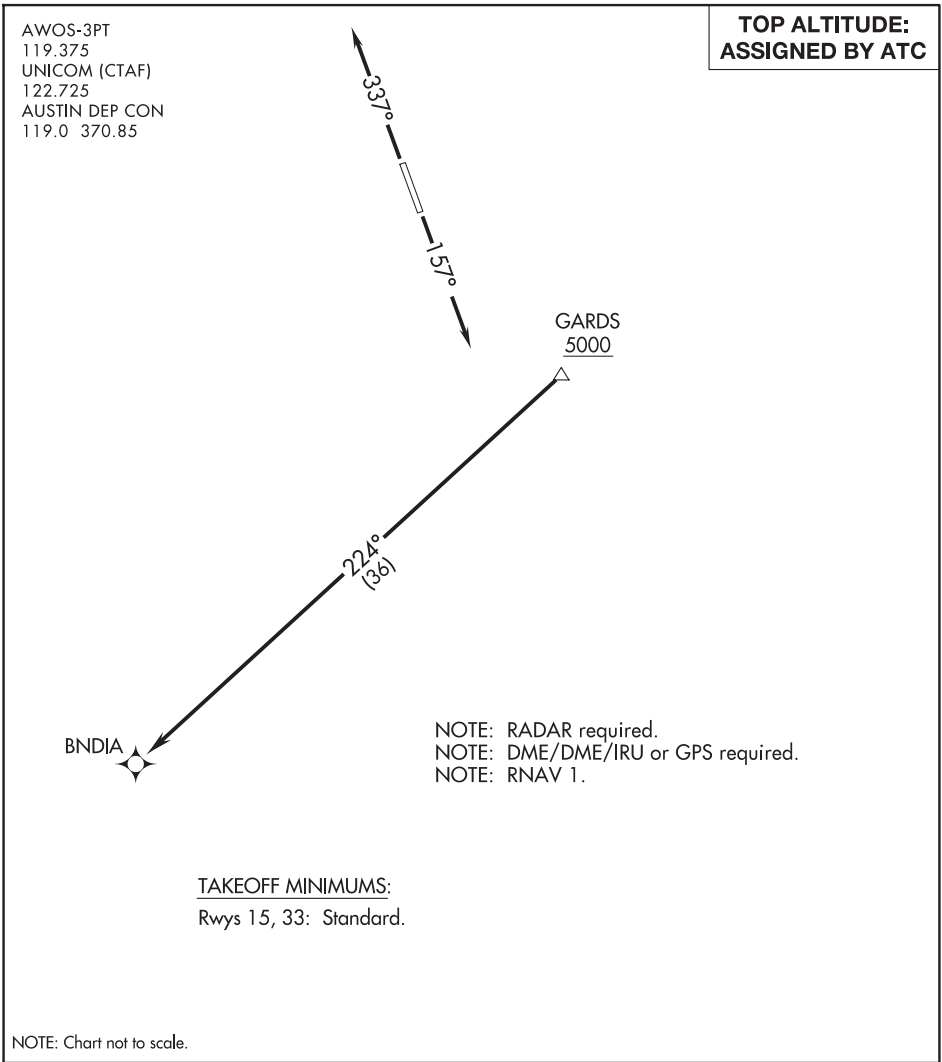 AWOS-3PT
119.375
UNICOM (CTAF)
122.725
AUSTIN DEP CON
119.0 370.85
TOP ALTITUDE:
ASSIGNED BY ATC
337°
157°
GARDS
5000
224°
(36)
BNDIA
NOTE: RADAR required.
NOTE: DME/DME/IRU or GPS required.
NOTE: RNAV 1.
TAKEOFF MINIMUMS:
Rwys 15, 33: Standard.
NOTE: Chart not to scale.